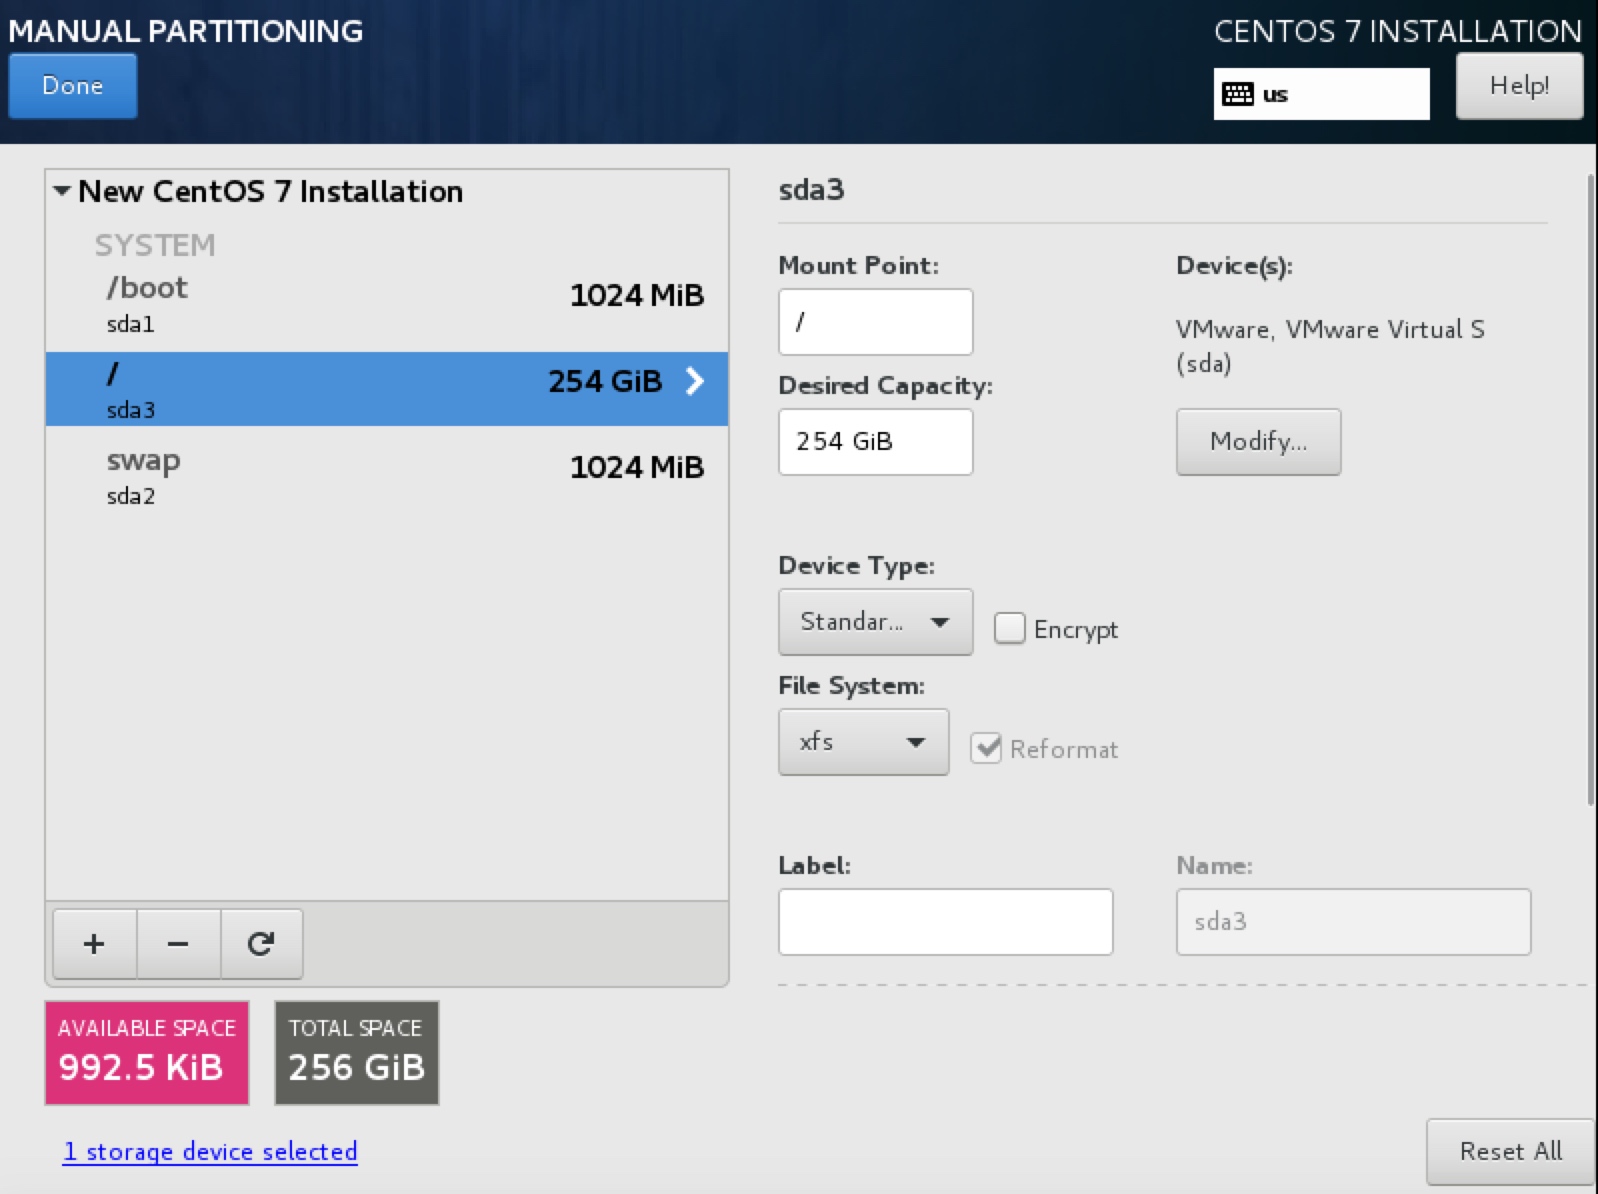 MANUAL PARTITIONING
CENTOS 7 INSTALLATION
Done
us
Help!
New CentOS 7 Installation
SYSTEM
/boot
1024 MiB
sda1
/
254 GiB
sda3
swap
1024 MiB
sda2
+ −
AVAILABLE SPACE
992.5 KiB
TOTAL SPACE
256 GiB
1 storage device selected
sda3
Mount Point:
/
Desired Capacity:
254 GiB
Device(s):
VMware, VMware Virtual S
(sda)
Modify...
Device Type:
Standar...
Encrypt
File System:
xfs
Reformat
Label:
Name:
sda3
Reset All